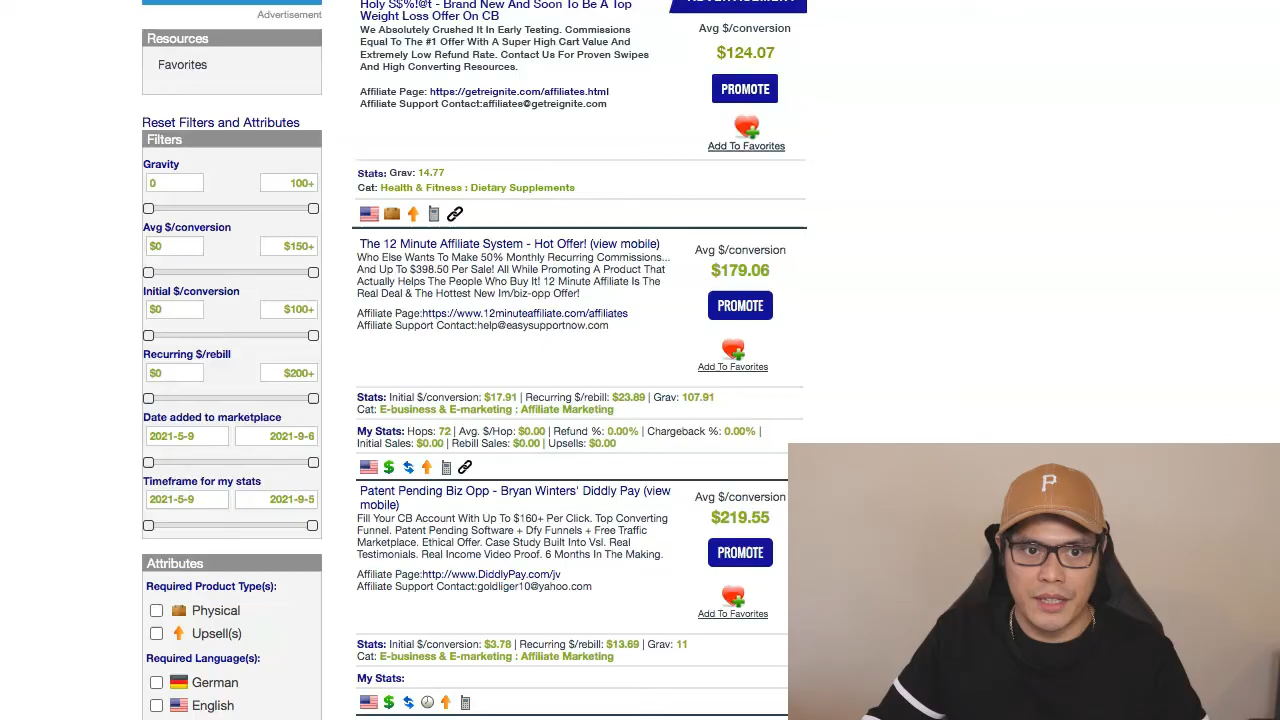 Advertisement
Resources
Favorites
Reset Filters and Attributes
Filters
Gravity
0 100+
Avg $/conversion
$0 $150+
Initial $/conversion
$0 $100+
Recurring $/rebill
$0 $200+
Date added to marketplace
2021-5-9 2021-9-6
Timeframe for my stats
2021-5-9 2021-9-5
Attributes
Required Product Type(s):
Physical
Upsell(s)
Required Language(s):
German
English
Holy S$%!@t - Brand New And Soon To Be A Top
Weight Loss Offer On CB
We Absolutely Crushed It In Early Testing. Commissions
Equal To The #1 Offer With A Super High Cart Value And
Extremely Low Refund Rate. Contact Us For Proven Swipes
And High Converting Resources.
Affiliate Page: https://getreignite.com/affiliates.html
Affiliate Support Contact:affiliates@getreignite.com
ADVERTISEMENT
Avg $/conversion
$124.07
PROMOTE
Add To Favorites
Stats: Grav: 14.77
Cat: Health & Fitness : Dietary Supplements
The 12 Minute Affiliate System - Hot Offer! (view mobile)
Who Else Wants To Make 50% Monthly Recurring Commissions...
And Up To $398.50 Per Sale! All While Promoting A Product That
Actually Helps The People Who Buy It! 12 Minute Affiliate Is The
Real Deal & The Hottest New Im/biz-opp Offer!
Affiliate Page:https://www.12minuteaffiliate.com/affiliates
Affiliate Support Contact:help@easysupportnow.com
Avg $/conversion
$179.06
PROMOTE
Add To Favorites
Stats: Initial $/conversion: $17.91 | Recurring $/rebill: $23.89 | Grav: 107.91
Cat: E-business & E-marketing : Affiliate Marketing
My Stats: Hops: 72 | Avg. $/Hop: $0.00 | Refund %: 0.00% | Chargeback %: 0.00% |
Initial Sales: $0.00 | Rebill Sales: $0.00 | Upsells: $0.00
Patent Pending Biz Opp - Bryan Winters' Diddly Pay (view
mobile)
Fill Your CB Account With Up To $160+ Per Click. Top Converting
Funnel. Patent Pending Software + Dfy Funnels + Free Traffic
Marketplace. Ethical Offer. Case Study Built Into Vsl. Real
Testimonials. Real Income Video Proof. 6 Months In The Making.
Affiliate Page:http://www.DiddlyPay.com/jv
Affiliate Support Contact:goldliger10@yahoo.com
Avg $/conversion
$219.55
PROMOTE
Add To Favorites
Stats: Initial $/conversion: $3.78 | Recurring $/rebill: $13.69 | Grav: 11
Cat: E-business & E-marketing : Affiliate Marketing
My Stats:
P